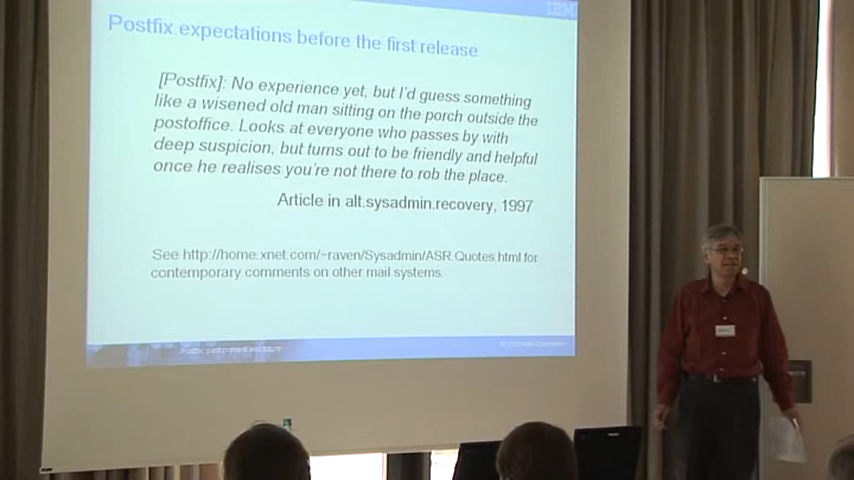 IBM
Postfix expectations before the first release
[Postfix]: No experience yet, but I'd guess something
like a wisened old man sitting on the porch outside the
postoffice. Looks at everyone who passes by with
deep suspicion, but turns out to be friendly and helpful
once he realises you're not there to rob the place.
Article in alt.sysadmin.recovery, 1997
See http://home.xnet.com/~raven/Sysadmin/ASR.Quotes.html for
contemporary comments on other mail systems.